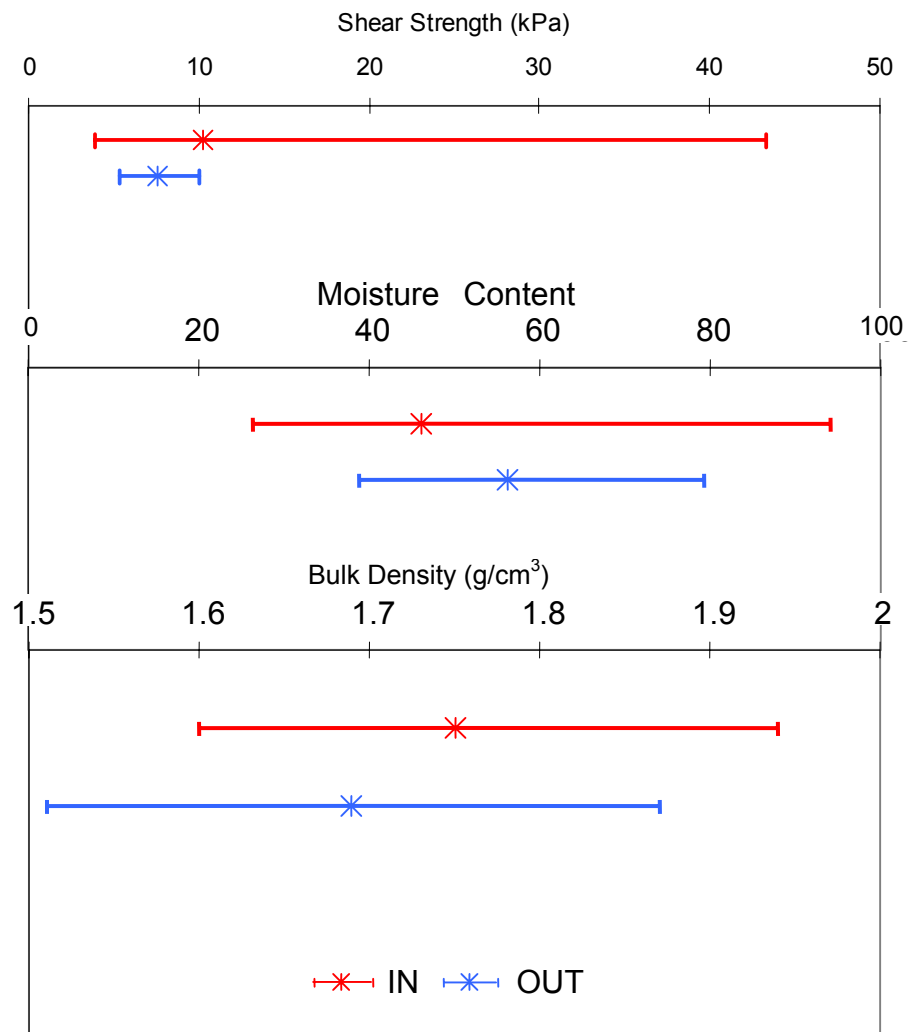 Shear Strength (kPa)
0 10 20 30 40 50
Moisture Content
0 20 40 60 80 100
Bulk Density (g/cm³)
1.5 1.6 1.7 1.8 1.9 2
IN OUT